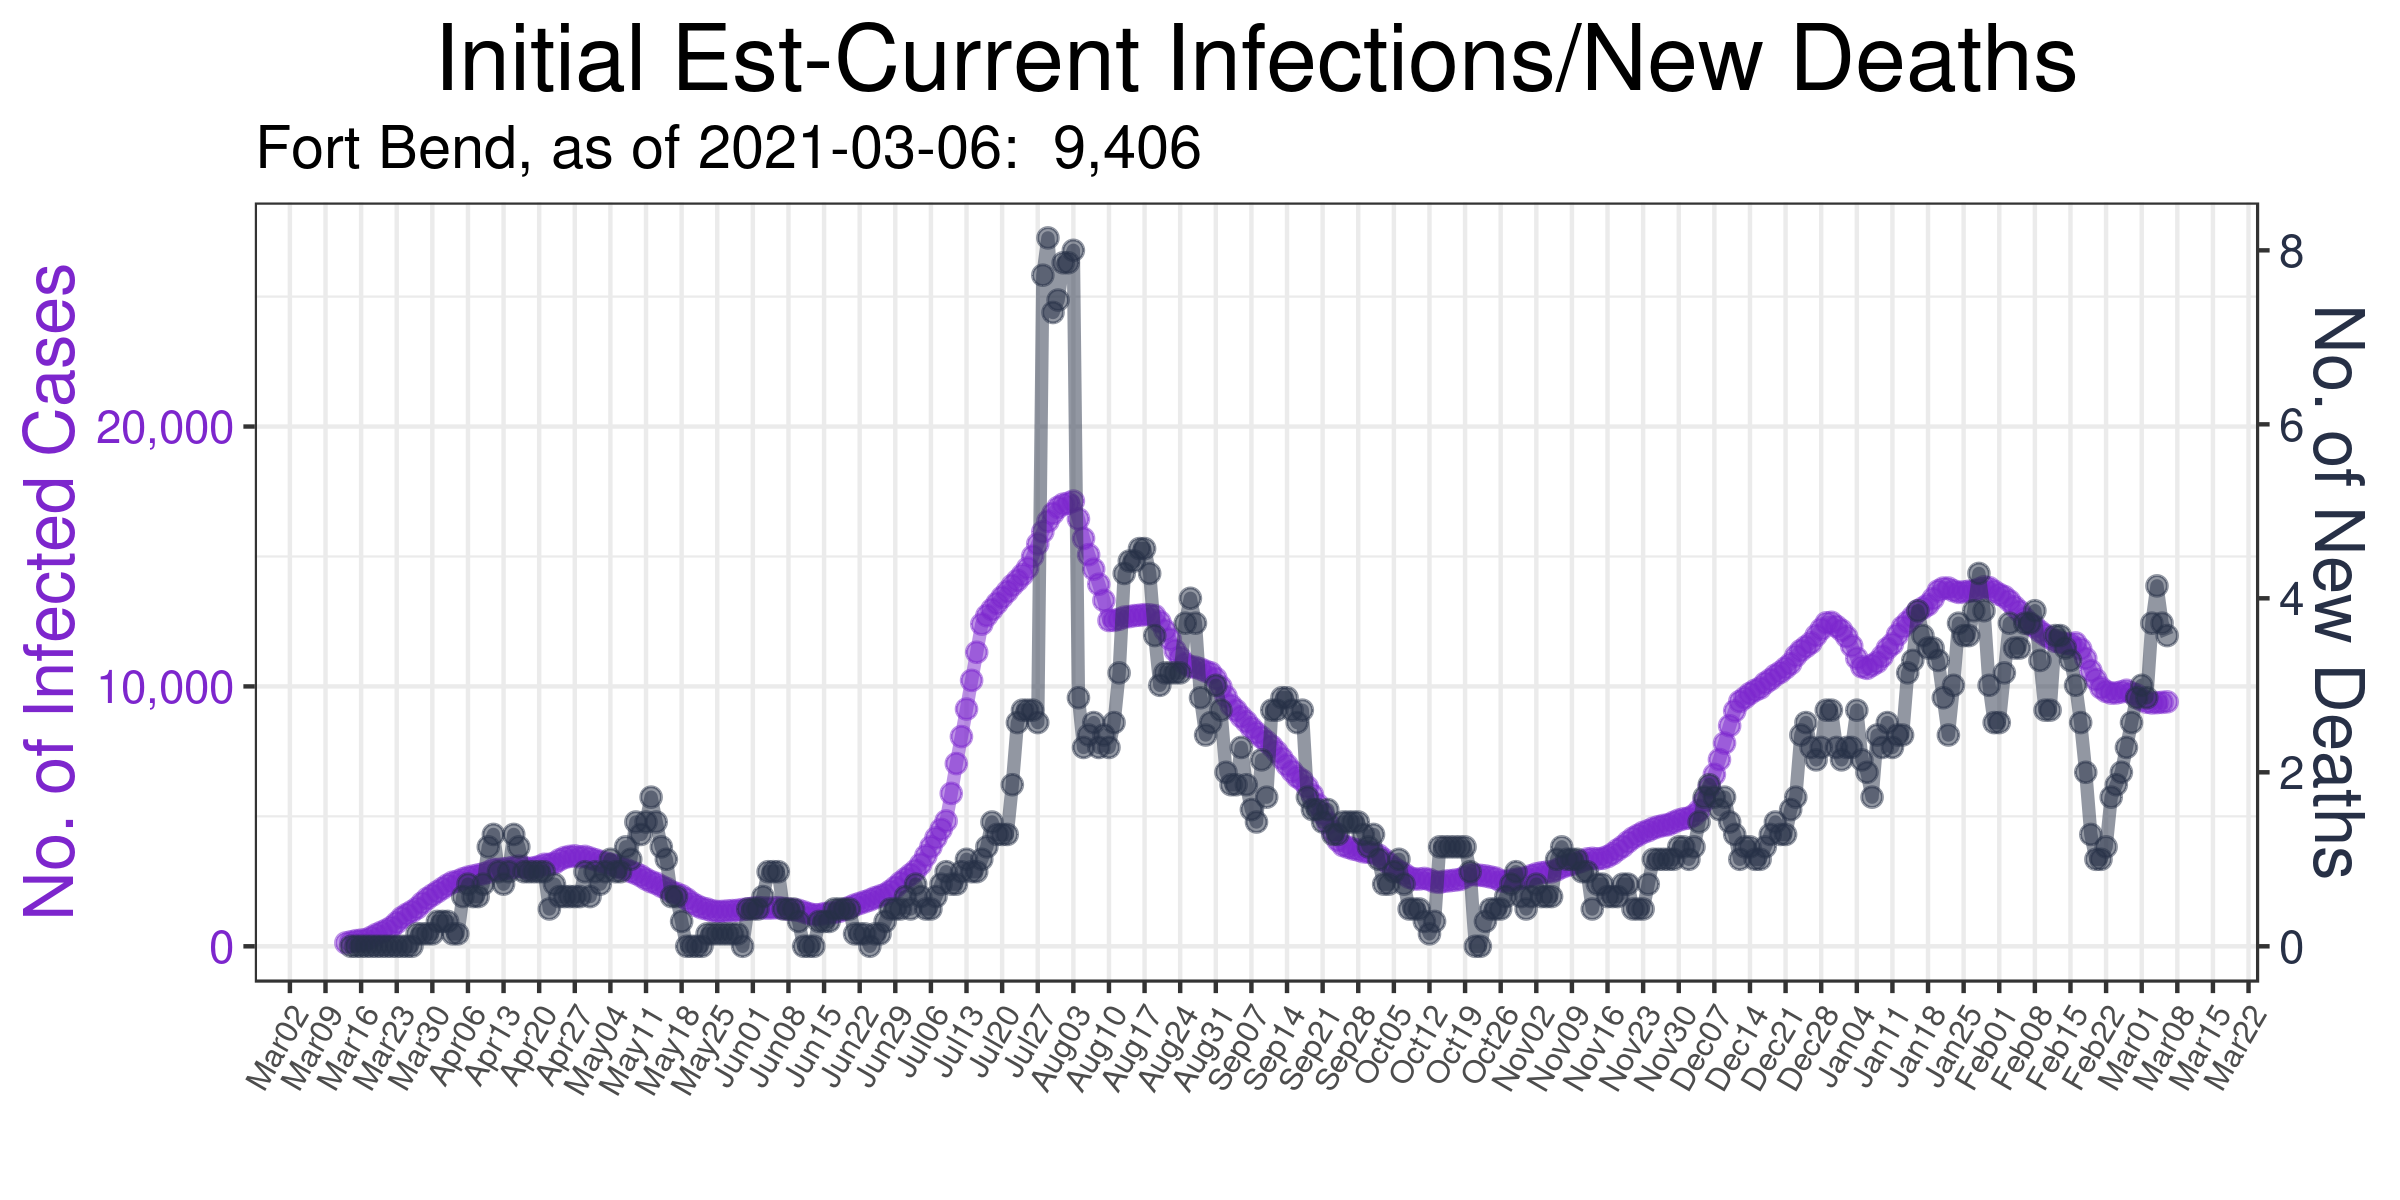 Initial Est-Current Infections/New Deaths
Fort Bend, as of 2021-03-06:  9,406
No. of Infected Cases
20,000
10,000
0
8
6
4
2
0
No. of New Deaths
Mar02
Mar09
Mar16
Mar23
Mar30
Apr06
Apr13
Apr20
Apr27
May04
May11
May18
May25
Jun01
Jun08
Jun15
Jun22
Jun29
Jul06
Jul13
Jul20
Jul27
Aug03
Aug10
Aug17
Aug24
Aug31
Sep07
Sep14
Sep21
Sep28
Oct05
Oct12
Oct19
Oct26
Nov02
Nov09
Nov16
Nov23
Nov30
Dec07
Dec14
Dec21
Dec28
Jan04
Jan11
Jan18
Jan25
Feb01
Feb08
Feb15
Feb22
Mar01
Mar08
Mar15
Mar22